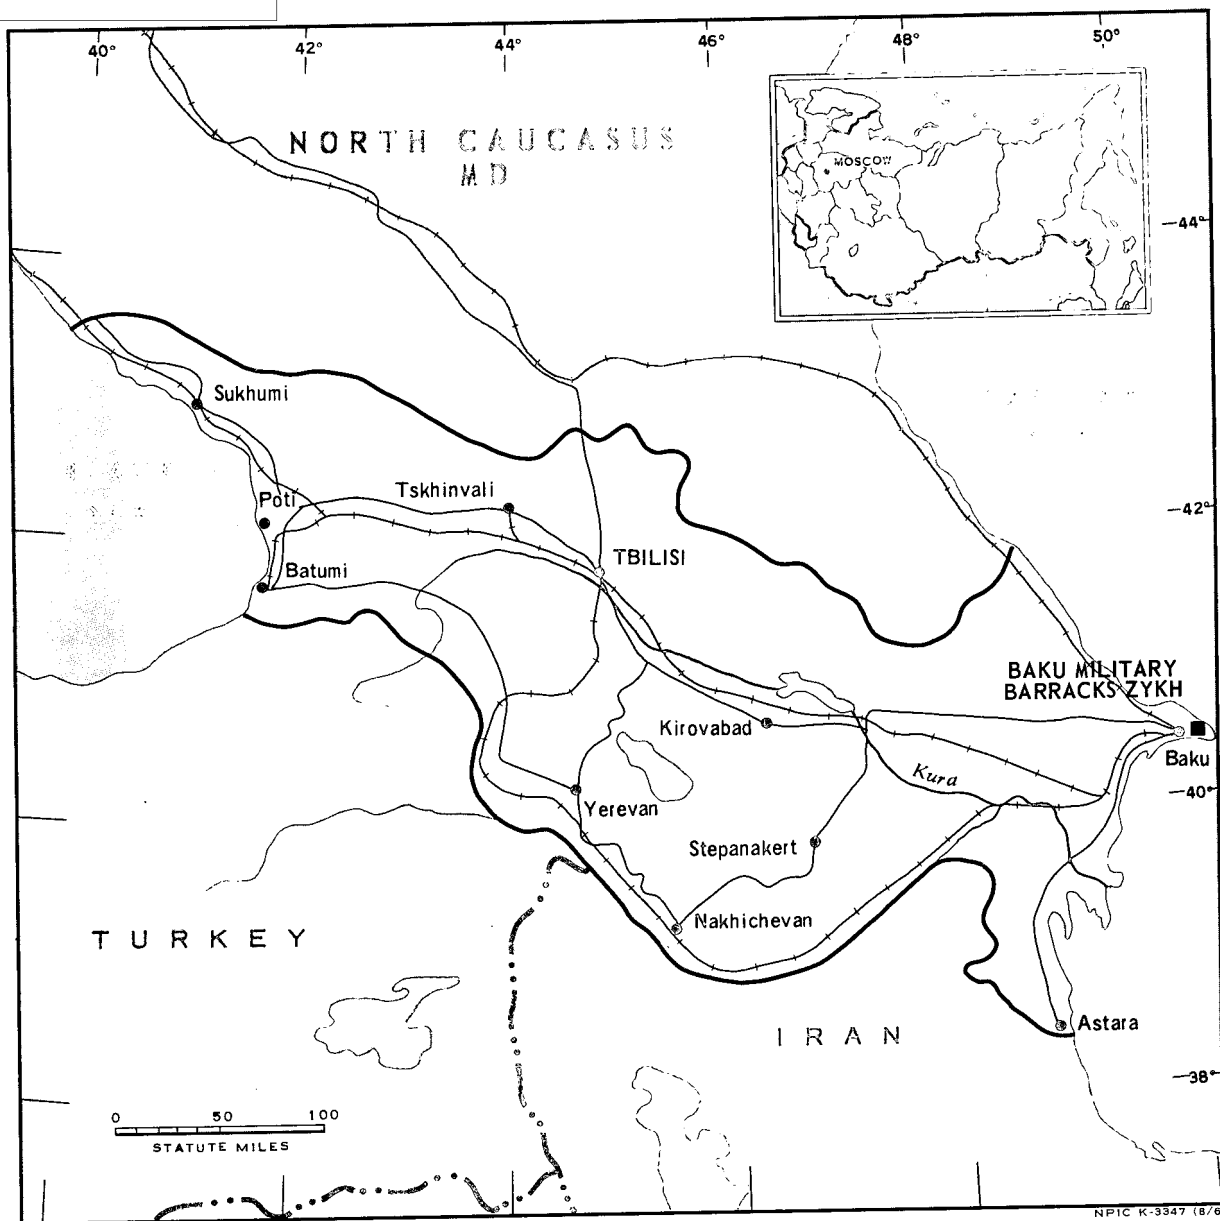 40°
42°
44°
46°
48°
50°
NORTH CAUCASUS
MD
MOSCOW
44°
Sukhumi
Poti
Tskhinvali
42°
Batumi
TBILISI
BAKU MILITARY
BARRACKS ZYKH
Kirovabad
Baku
Kura
40°
Yerevan
Stepanakert
Nakhichevan
TURKEY
IRAN
Astara
38°
0 50 100
STATUTE MILES
NPIC K-3347 (8/6